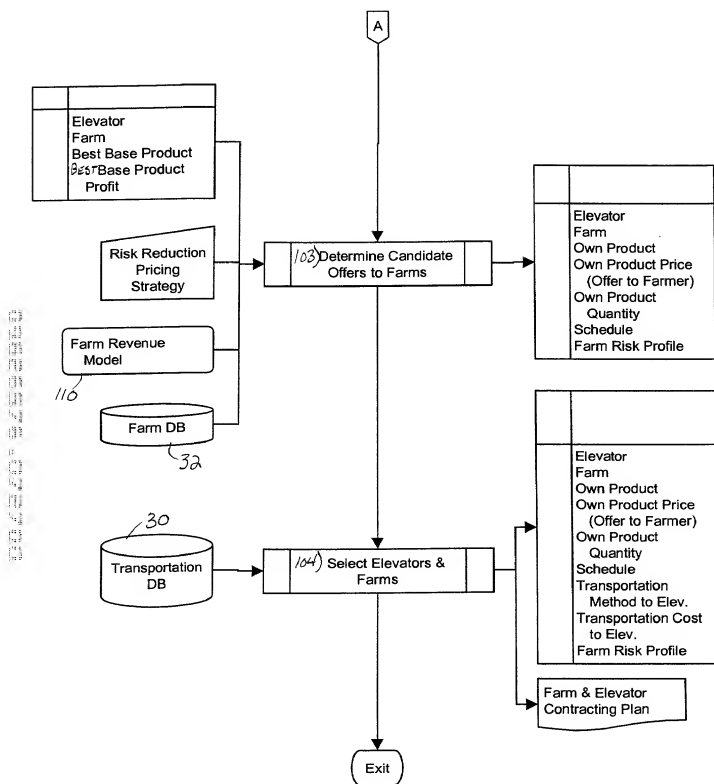 A
Elevator
Farm
Best Base Product
BEST Base Product
Profit
Risk Reduction
Pricing
Strategy
Farm Revenue
Model
110
Farm DB
32
103) Determine Candidate
Offers to Farms
Elevator
Farm
Own Product
Own Product Price
(Offer to Farmer)
Own Product
Quantity
Schedule
Farm Risk Profile
30
Transportation
DB
104) Select Elevators &
Farms
Elevator
Farm
Own Product
Own Product Price
(Offer to Farmer)
Own Product
Quantity
Schedule
Transportation
Method to Elev.
Transportation Cost
to Elev.
Farm Risk Profile
Farm & Elevator
Contracting Plan
Exit